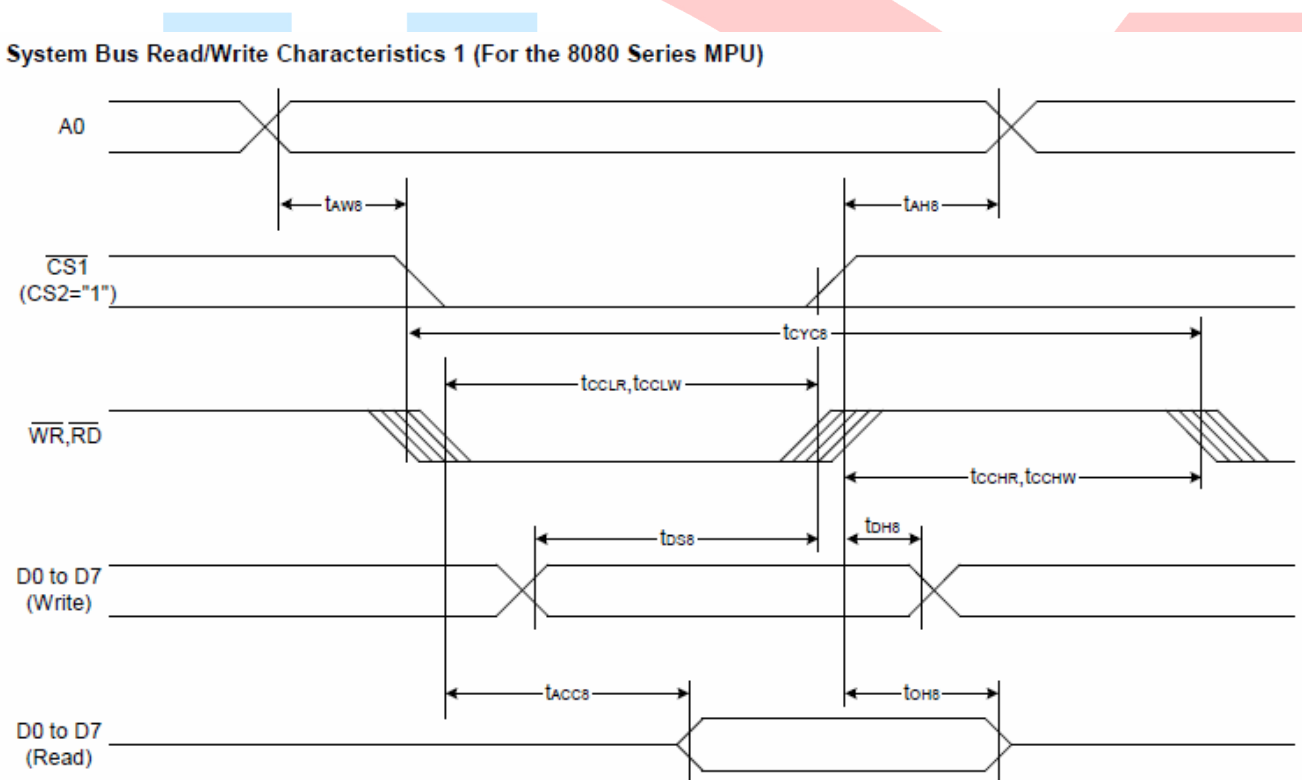 System Bus Read/Write Characteristics 1 (For the 8080 Series MPU)
A0
tAW8
tAH8
CS1
(CS2="1")
tCYC8
tCCLR,tCCLW
WR,RD
tCCHR,tCCHW
tDS8
tDH8
D0 to D7
(Write)
tACC8
tOH8
D0 to D7
(Read)